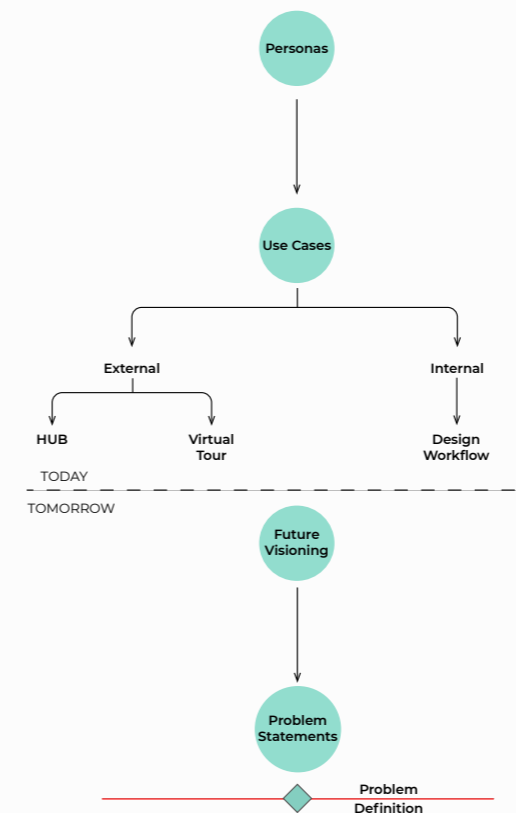 Personas
Use Cases
External
Internal
HUB
Virtual
Tour
Design
Workflow
TODAY
TOMORROW
Future
Visioning
Problem
Statements
Problem
Definition